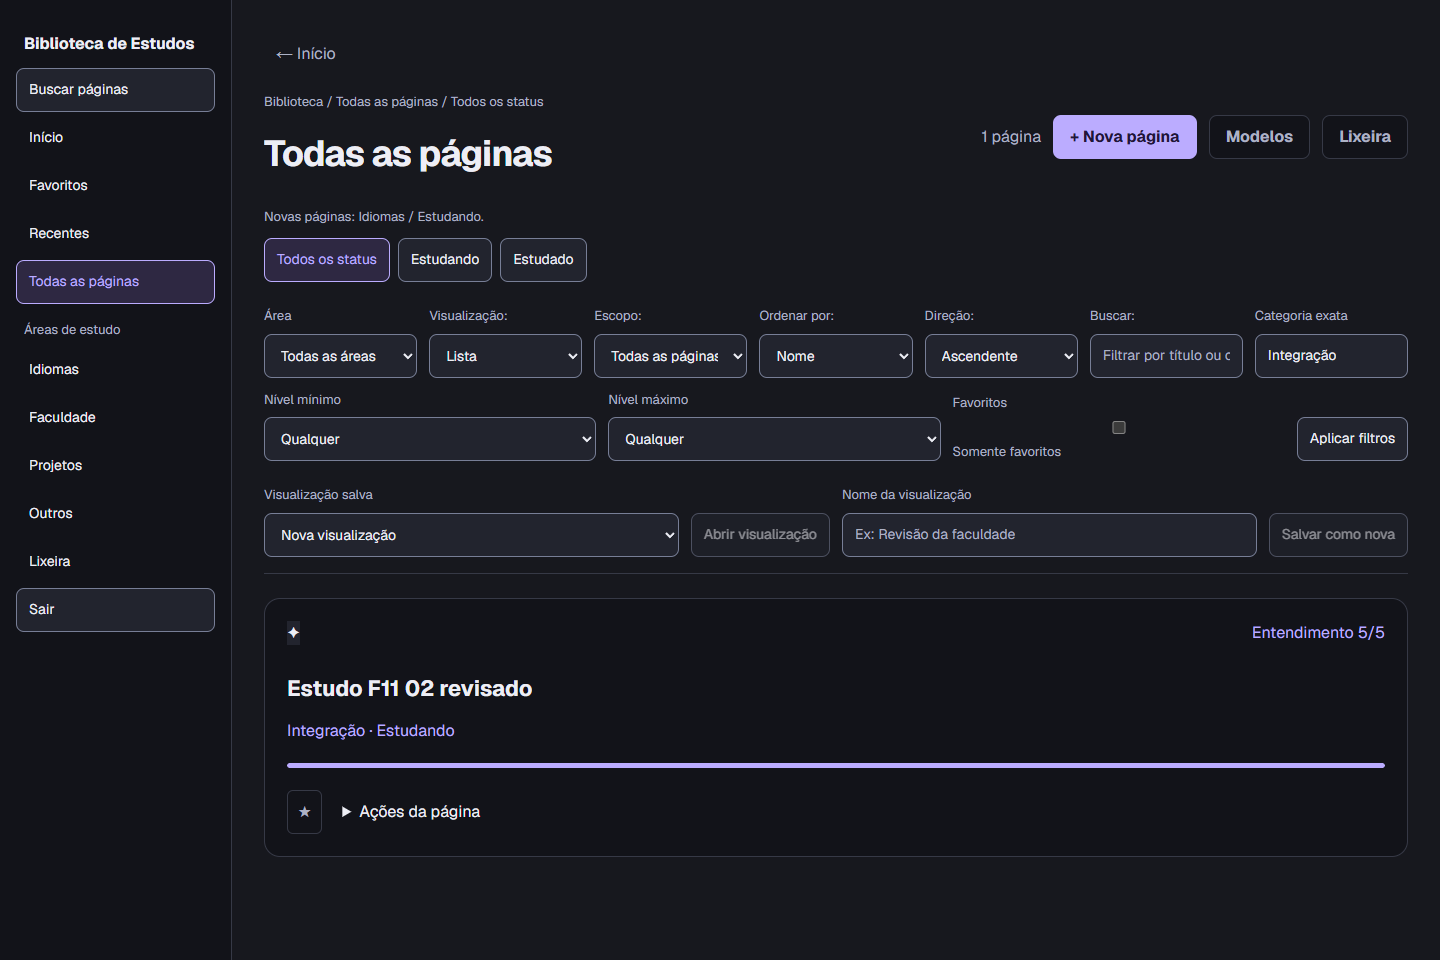 Biblioteca de Estudos
Buscar páginas
Início
Favoritos
Recentes
Todas as páginas
Áreas de estudo
Idiomas
Faculdade
Projetos
Outros
Lixeira
Sair
← Início
Biblioteca / Todas as páginas / Todos os status
Todas as páginas
1 página
+ Nova página
Modelos
Lixeira
Novas páginas: Idiomas / Estudando.
Todos os status
Estudando
Estudado
Área
Visualização:
Escopo:
Ordenar por:
Direção:
Buscar:
Categoria exata
Todas as áreas
Lista
Todas as páginas
Nome
Ascendente
Filtrar por título ou c
Integração
Nível mínimo
Nível máximo
Favoritos
Qualquer
Qualquer
Somente favoritos
Aplicar filtros
Visualização salva
Nome da visualização
Nova visualização
Abrir visualização
Ex: Revisão da faculdade
Salvar como nova
Entendimento 5/5
Estudo F11 02 revisado
Integração · Estudando
★
▶ Ações da página